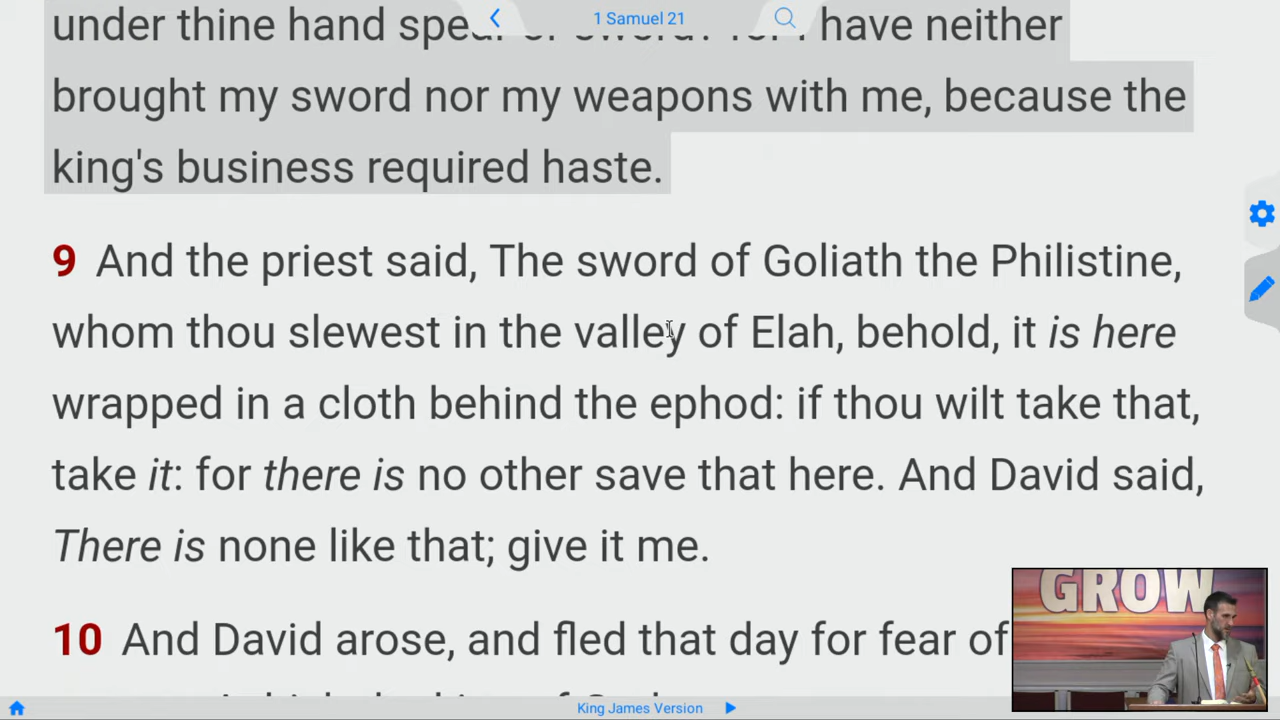 1 Samuel 21
under thine hand spear or sword? for I have neither
brought my sword nor my weapons with me, because the
king's business required haste.
9 And the priest said, The sword of Goliath the Philistine,
whom thou slewest in the valley of Elah, behold, it is here
wrapped in a cloth behind the ephod: if thou wilt take that,
take it: for there is no other save that here. And David said,
There is none like that; give it me.
10 And David arose, and fled that day for fear of
GROW
King James Version